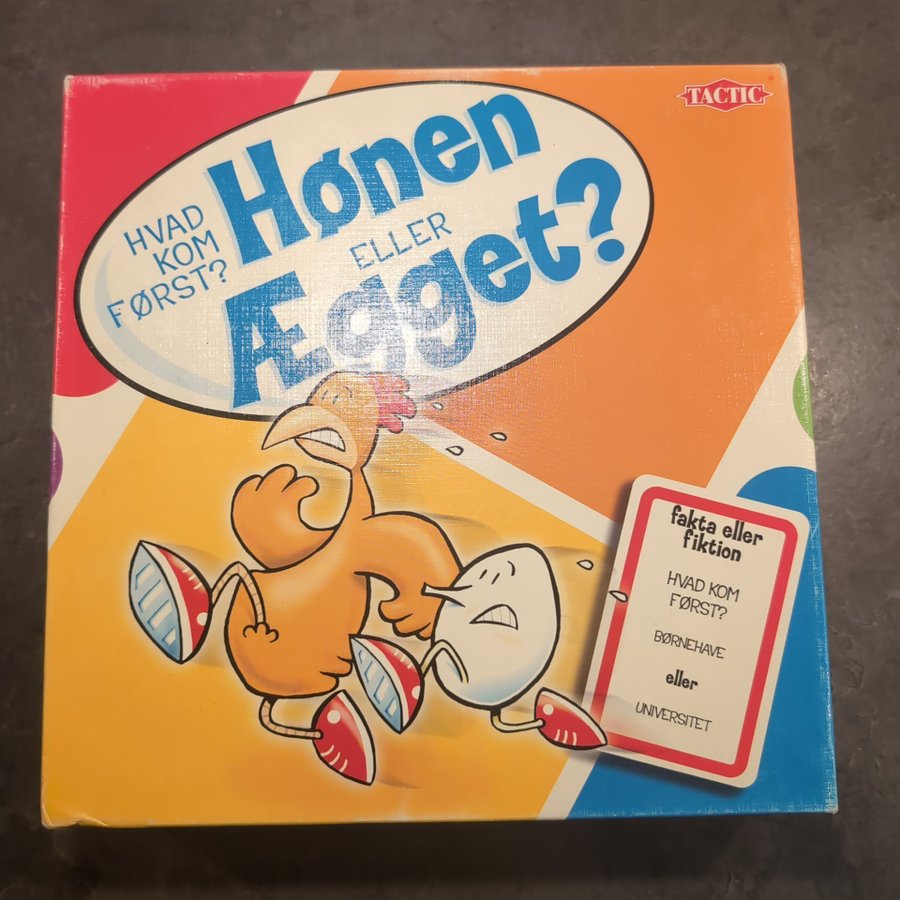 TACTIC
HVAD
KOM
FØRST?
Hønen
ELLER
Ægget?
fakta eller
fiktion
HVAD KOM
FØRST?
BØRNEHAVE
eller
UNIVERSITET